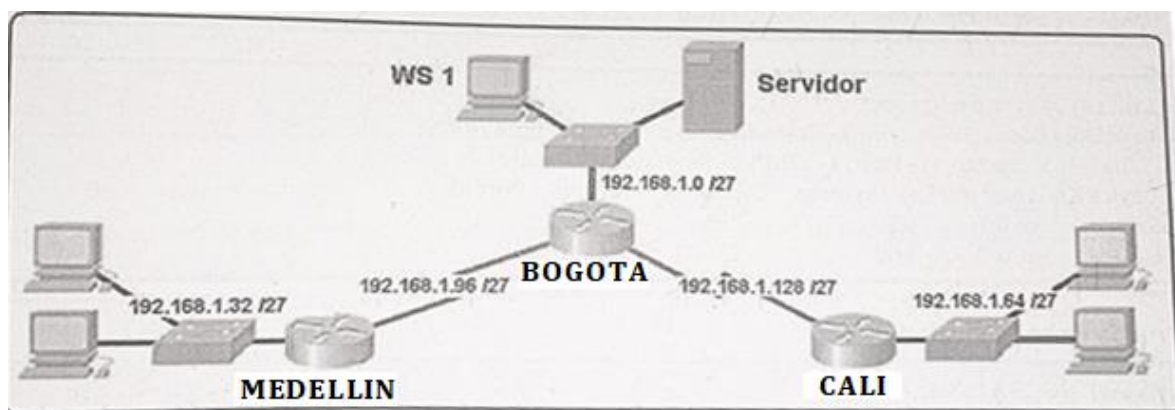 WS 1
Servidor
192.168.1.0 /27
BOGOTA
192.168.1.96 /27
192.168.1.128 /27
192.168.1.32 /27
192.168.1.64 /27
MEDELLIN
CALI